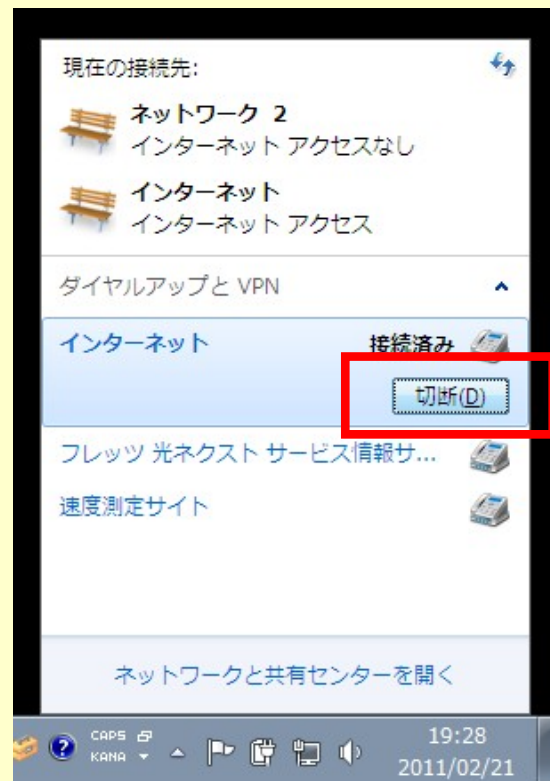 現在の接続先:
ネットワーク 2
インターネット アクセスなし
インターネット
インターネット アクセス
ダイヤルアップと VPN
インターネット 接続済み
切断(D)
フレッツ 光ネクスト サービス情報サ...
速度測定サイト
ネットワークと共有センターを開く
CAPS
KANA
19:28
2011/02/21